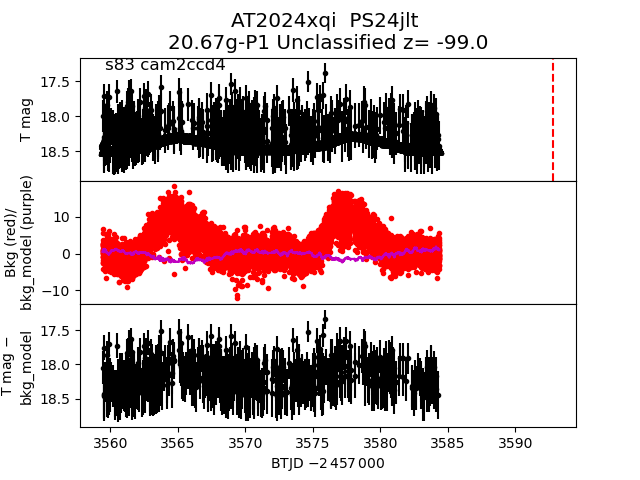 AT2024xqi  PS24jlt
20.67g-P1 Unclassified z= -99.0
s83 cam2ccd4
17.5
18.0
18.5
T mag
10
0
−10
Bkg (red)/
bkg_model (purple)
17.5
18.0
18.5
T mag −
bkg_model
3560 3565 3570 3575 3580 3585 3590
BTJD −2 457 000